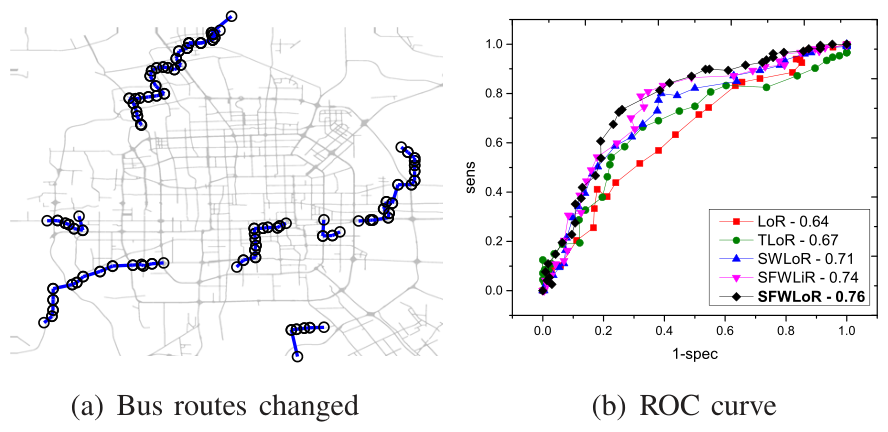 1.0
0.8
0.6
0.4
0.2
0.0
sens
LoR - 0.64
TLoR - 0.67
SWLoR - 0.71
SFWLiR - 0.74
SFWLoR - 0.76
0.0 0.2 0.4 0.6 0.8 1.0
1-spec
(a) Bus routes changed
(b) ROC curve